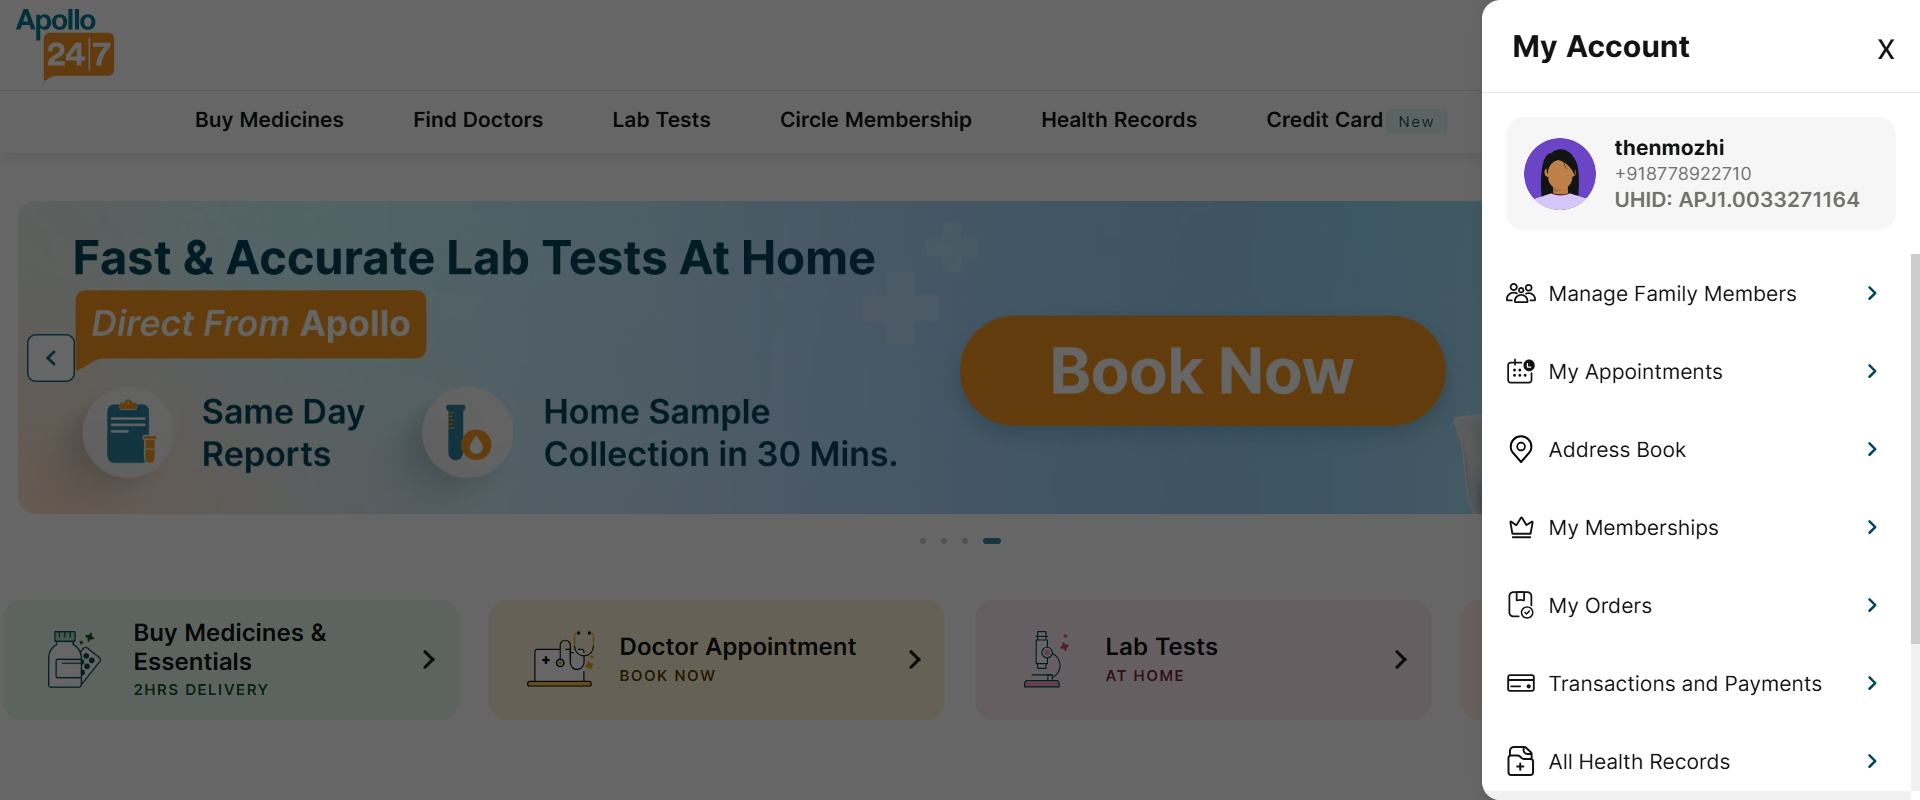 Apollo
24|7
Buy Medicines
Find Doctors
Lab Tests
Circle Membership
Health Records
Credit Card New
Fast & Accurate Lab Tests At Home
Direct From Apollo
Same Day
Reports
Home Sample
Collection in 30 Mins.
Book Now
Buy Medicines &
Essentials
2HRS DELIVERY
Doctor Appointment
BOOK NOW
Lab Tests
AT HOME
My Account
X
thenmozhi
+918778922710
UHID: APJ1.0033271164
Manage Family Members
My Appointments
Address Book
My Memberships
My Orders
Transactions and Payments
All Health Records